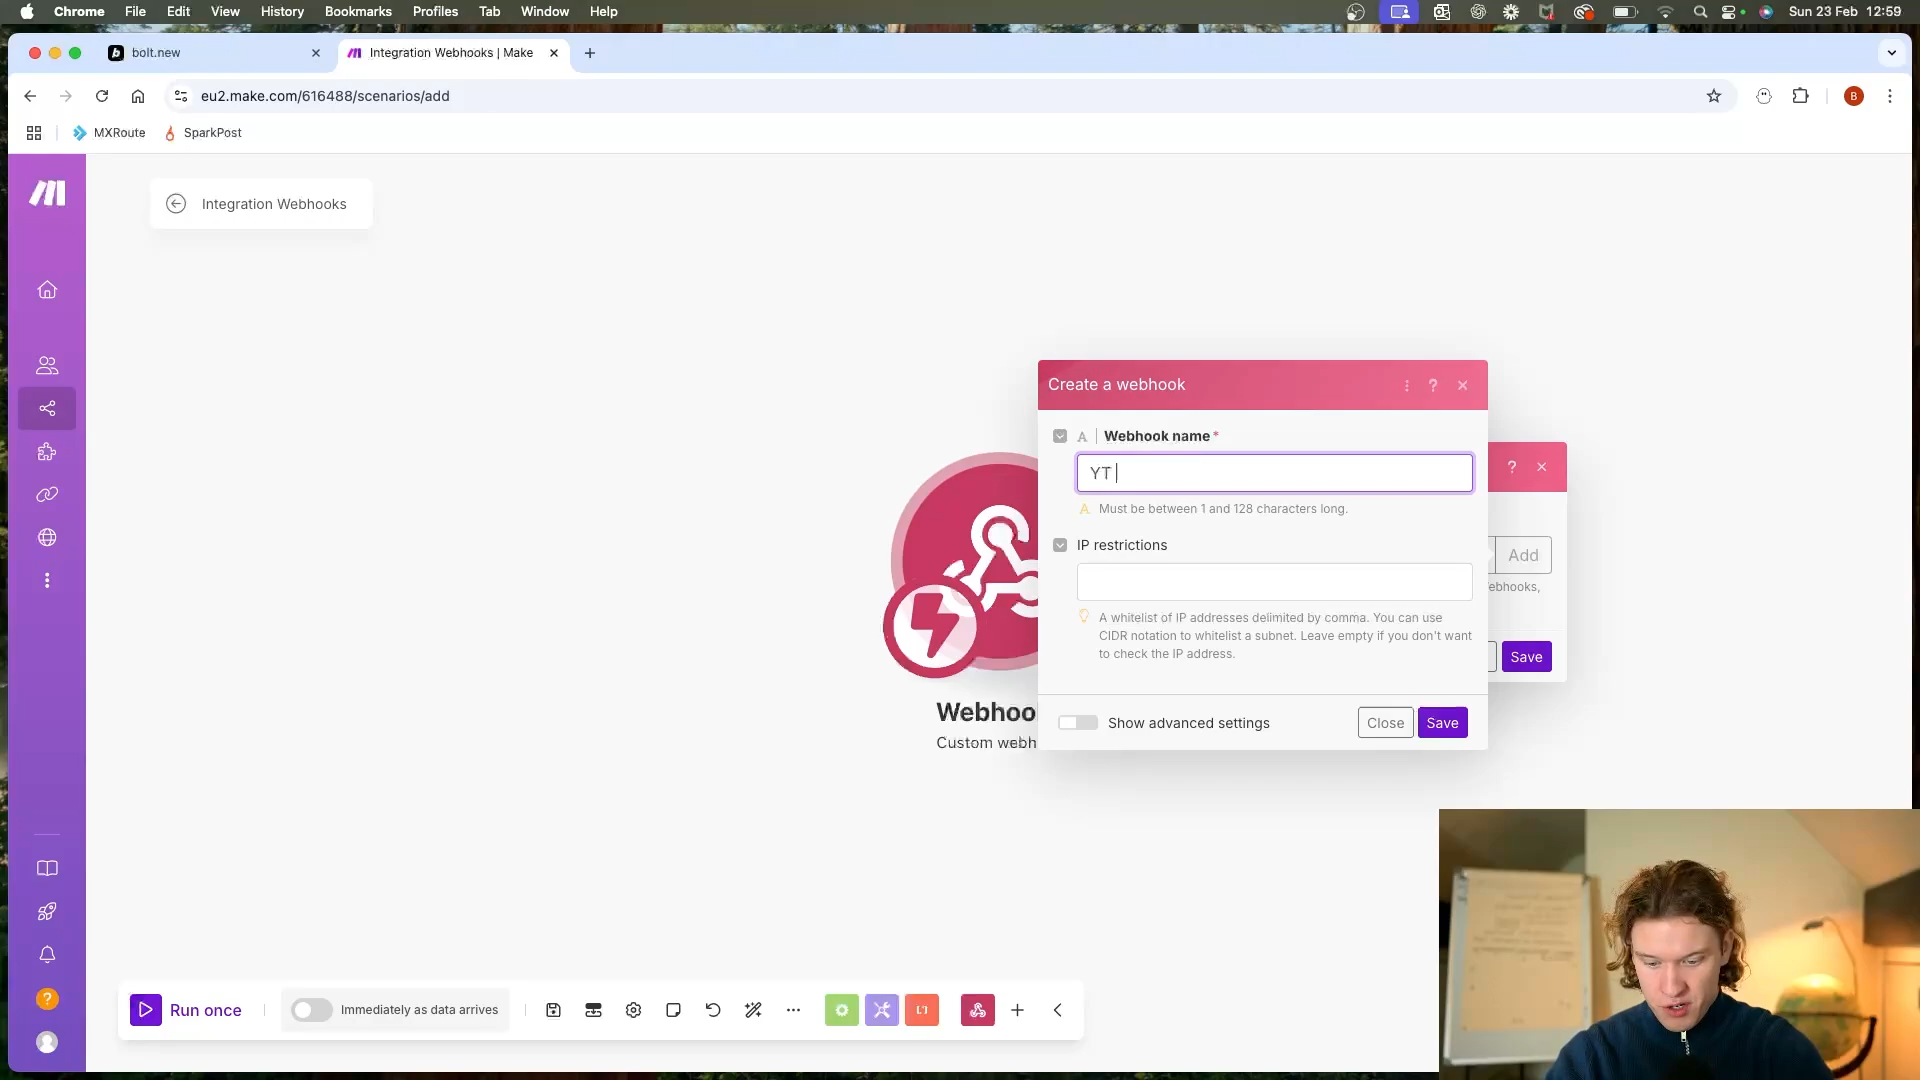 Chrome File Edit View History Bookmarks Profiles Tab Window Help Sun 23 Feb 12:59
bolt.new
Integration Webhooks | Make
eu2.make.com/616488/scenarios/add
B
MXRoute
SparkPost
Integration Webhooks
Create a webhook
A Webhook name *
YT
Must be between 1 and 128 characters long.
IP restrictions
A whitelist of IP addresses delimited by comma. You can use
CIDR notation to whitelist a subnet. Leave empty if you don't want
to check the IP address.
Show advanced settings
Close
Save
Add
ebhooks,
Save
Webhoo
Custom webh
Run once
Immediately as data arrives